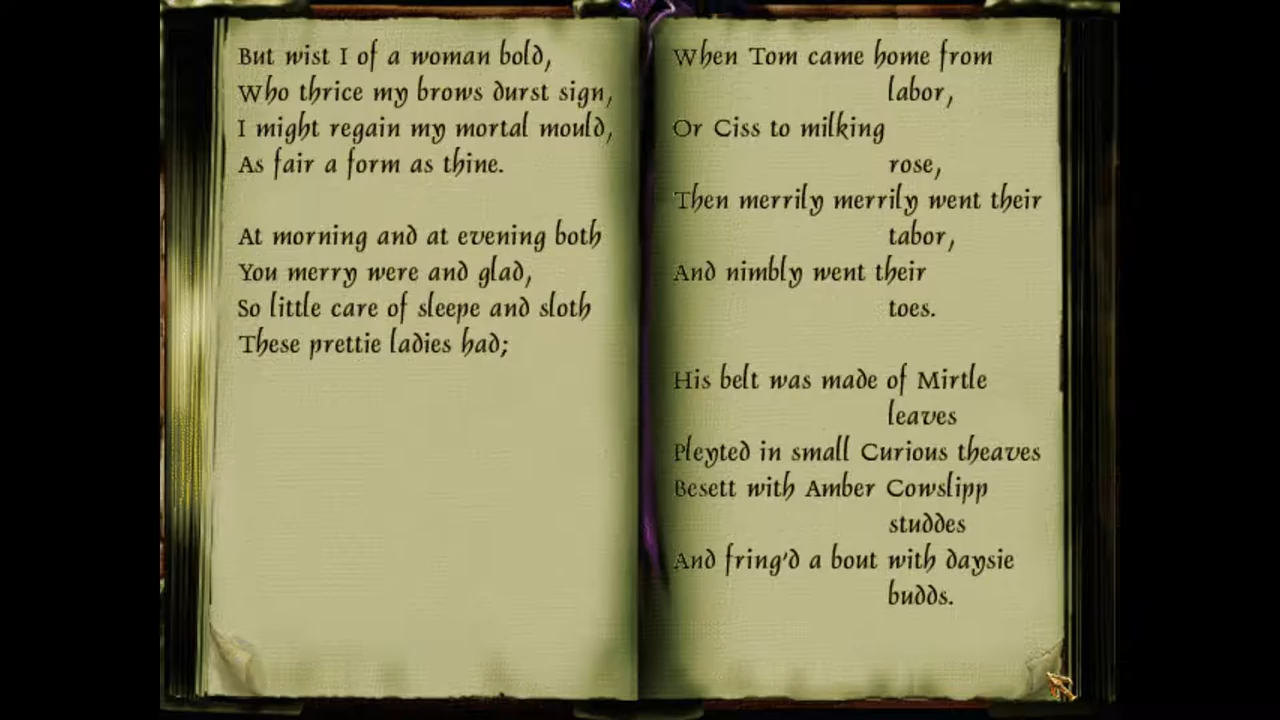 But wist I of a woman bold,
Who thrice my brows durst sign,
I might regain my mortal mould,
As fair a form as thine.
At morning and at evening both
You merry were and glad,
So little care of sleepe and sloth
These prettie ladies had;
When Tom came home from
labor,
Or Ciss to milking
rose,
Then merrily merrily went their
tabor,
And nimbly went their
toes.
His belt was made of Mirtle
leaves
Pleyted in small Curious theaves
Besett with Amber Cowslipp
studdes
And fring'd a bout with daysie
budds.